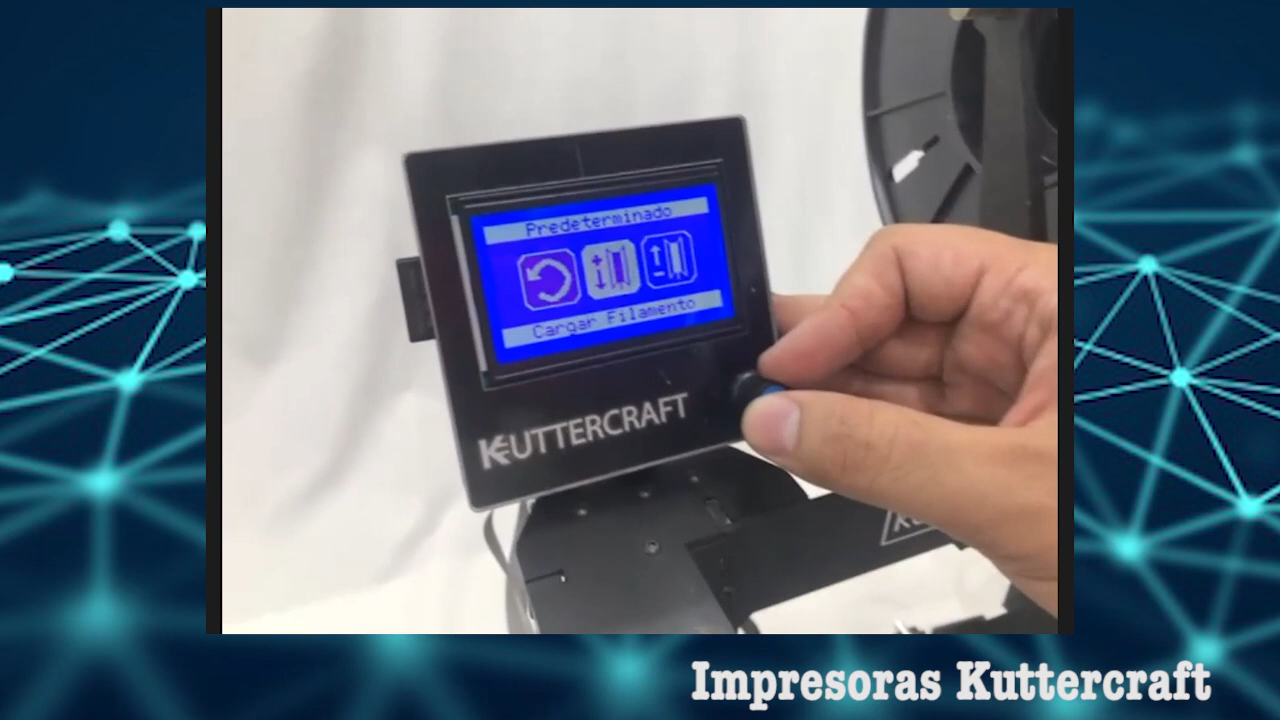 Predeterminado
Cargar Filamento
KUTTERCRAFT
Impresoras Kuttercraft